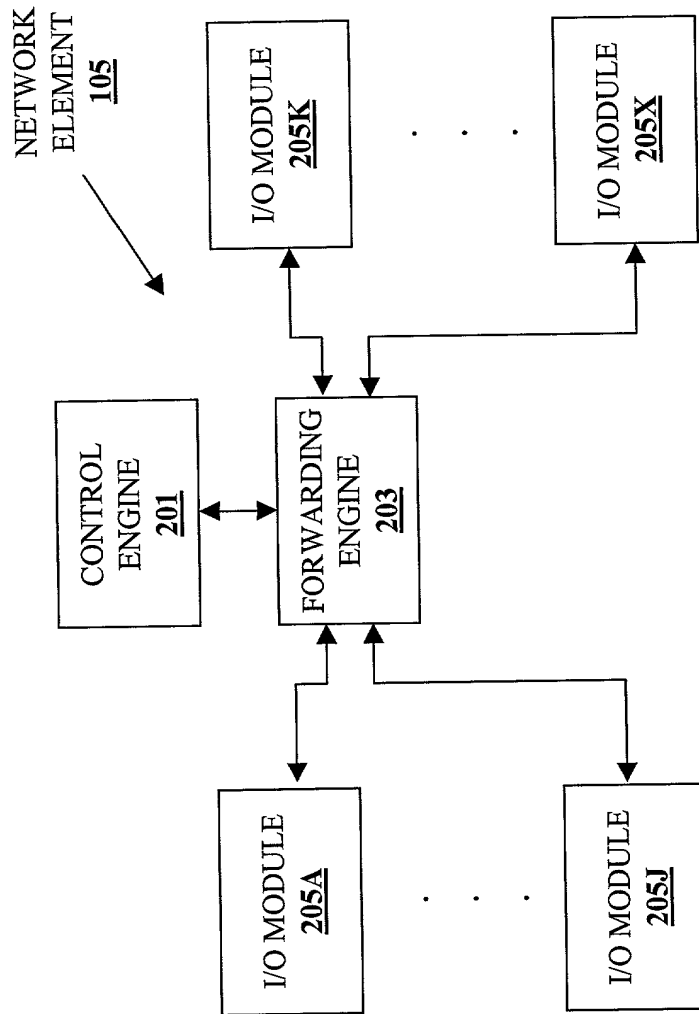 NETWORK
ELEMENT
105
CONTROL
ENGINE
201
FORWARDING
ENGINE
203
I/O MODULE
205A
I/O MODULE
205K
I/O MODULE
205J
I/O MODULE
205X